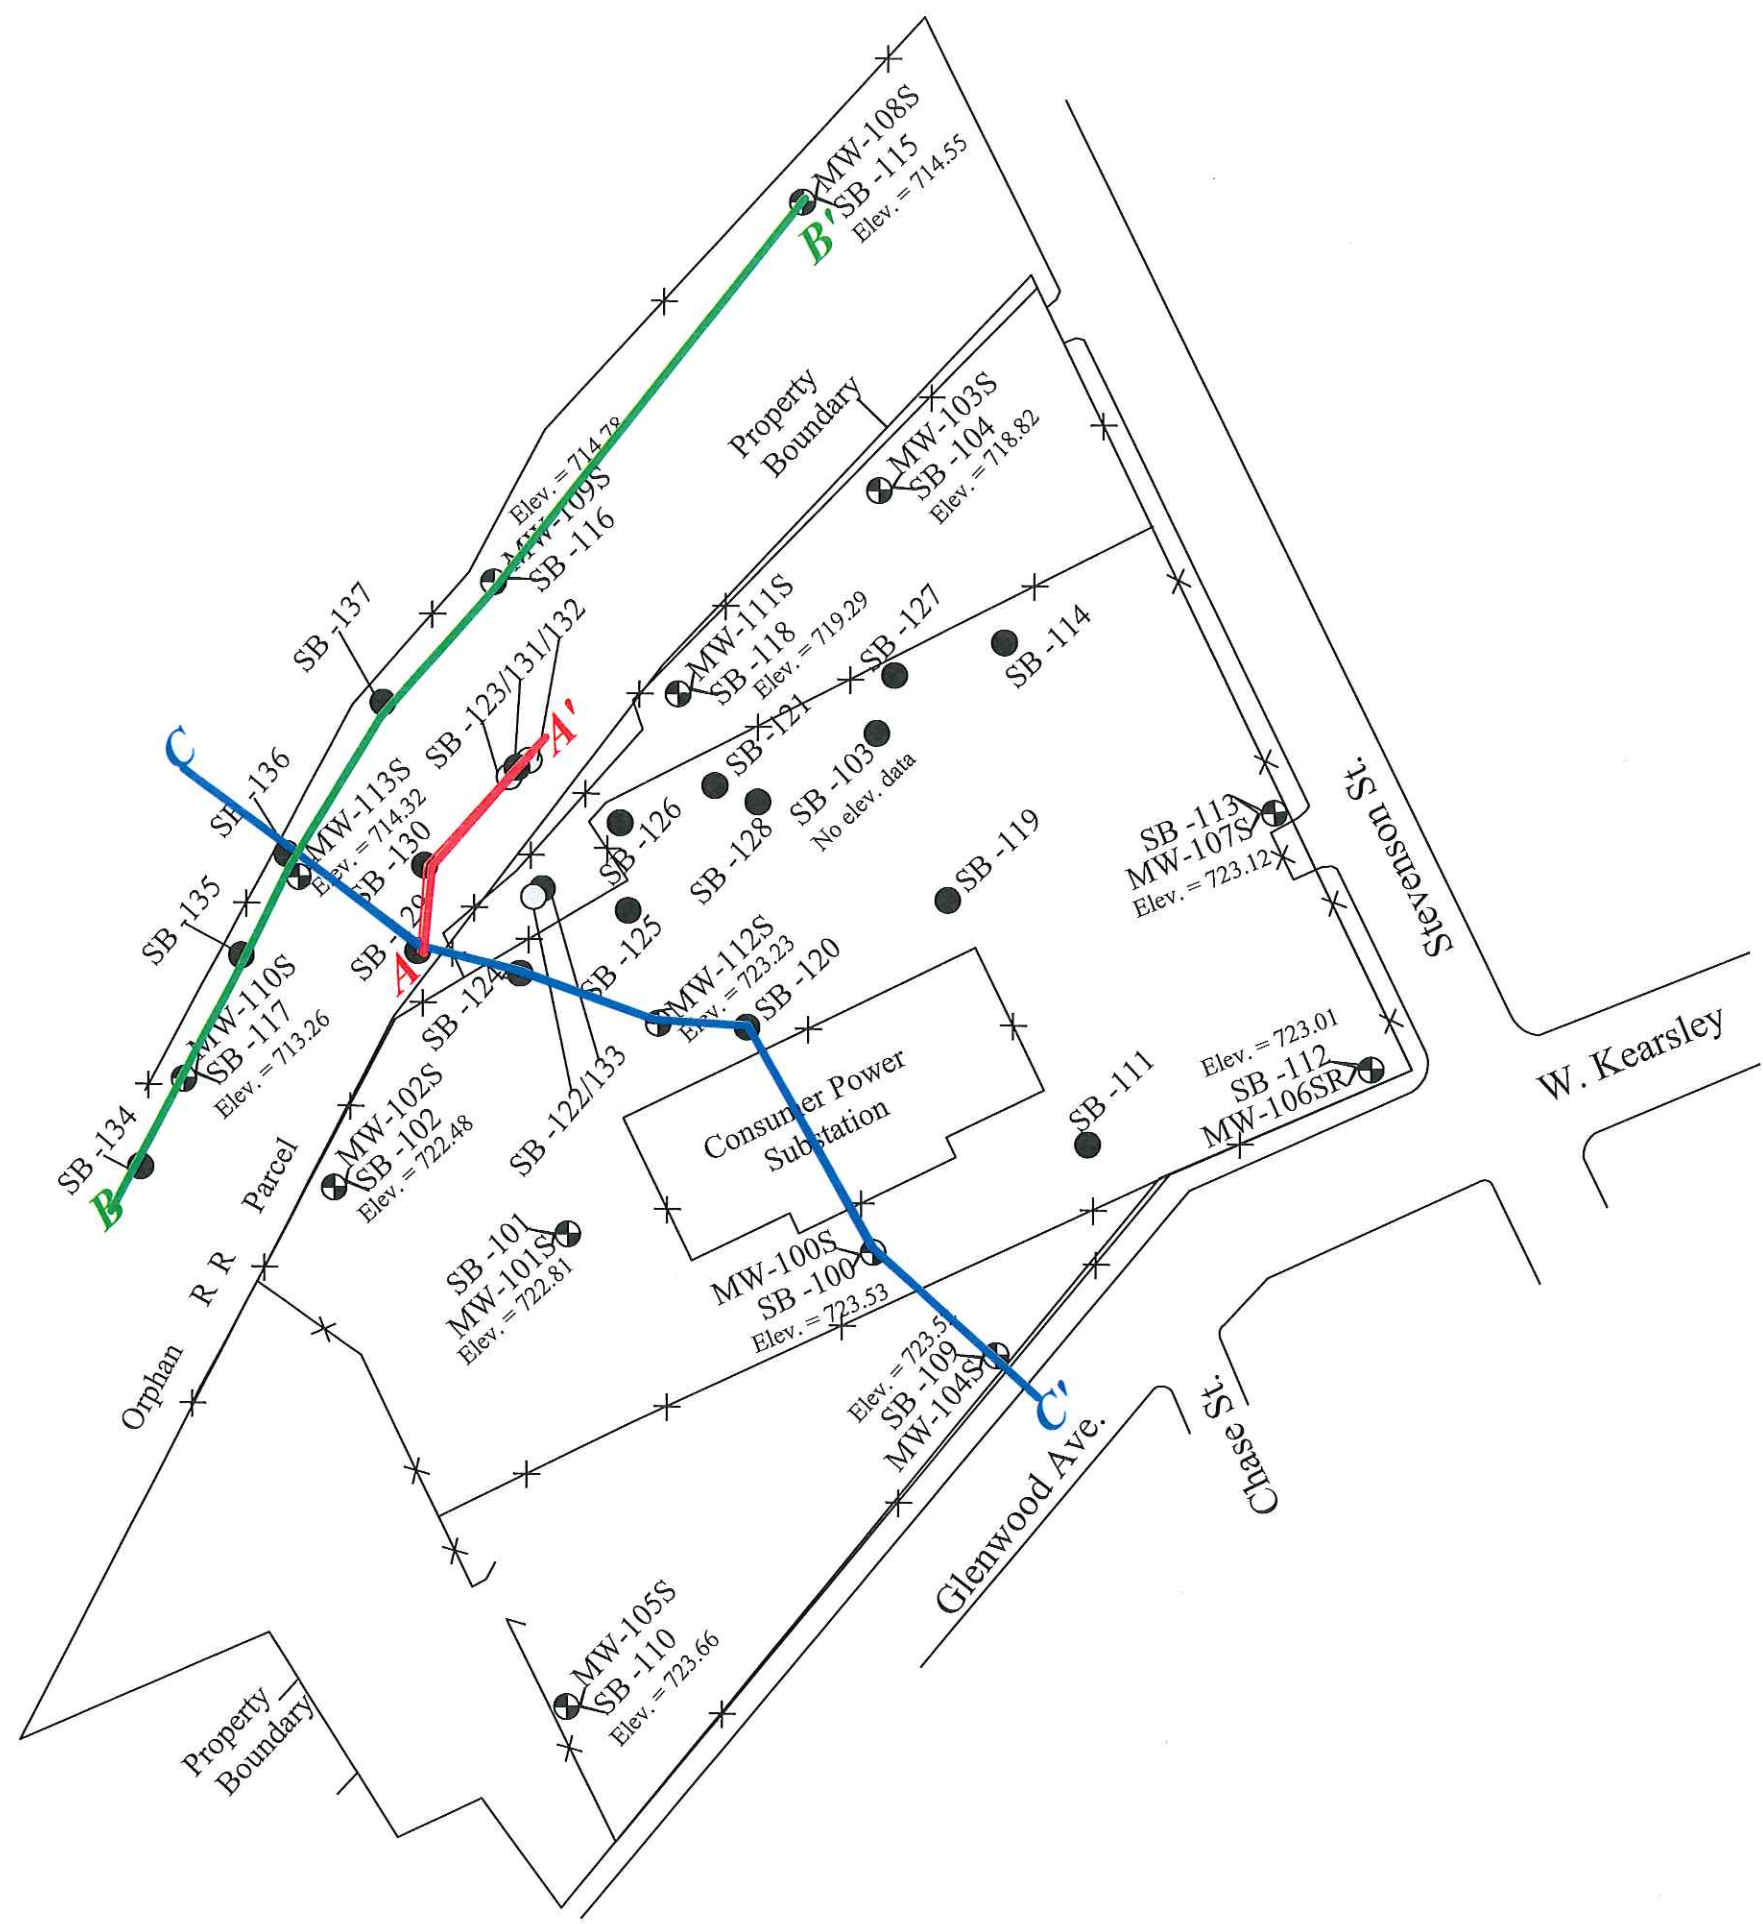 MW-108S
SB -115
Elev. = 714.55
B'
Property
Boundary
MW-103S
SB -104
Elev. = 718.82
Elev. = 714.78
MW-109S
SB -116
SB -137
SB -123/131/132
MW-111S
SB -118
Elev. = 719.29
SB -127
SB -114
A'
C
SB -136
MW-113S
Elev. = 714.32
SB -130
SB -121
SB -126
SB -128
SB -103
No elev. data
SB -119
SB -113
MW-107S
Elev. = 723.12
Stevenson St.
SB -135
SB -129
A
SB -124
SB -125
MW-112S
Elev. = 723.23
SB -120
MW-110S
SB -117
Elev. = 713.26
SB -134
B
MW-102S
SB -102
Elev. = 722.48
SB -122/133
Consumer Power
Substation
SB -111
Elev. = 723.01
SB -112
MW-106SR
W. Kearsley
Orphan R R Parcel
SB -101
MW-101S
Elev. = 722.81
MW-100S
SB -100
Elev. = 723.53
SB -109
MW-104S
C'
Glenwood Ave.
Chase St.
MW-105S
SB -110
Elev. = 723.66
Property
Boundary